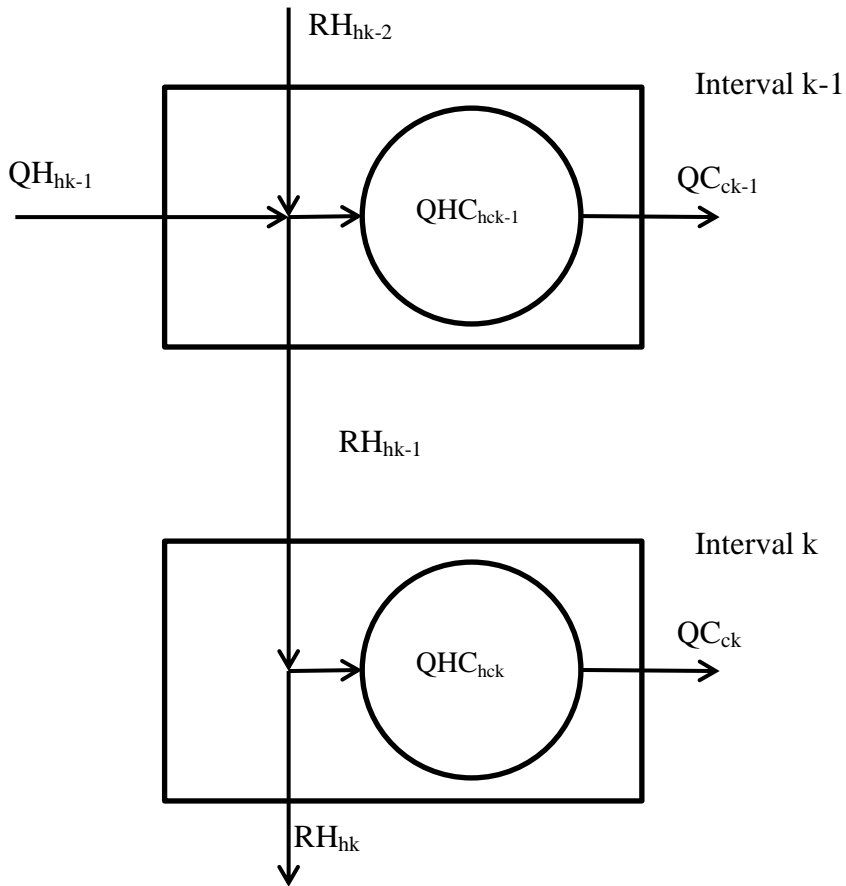 RH_hk-2
Interval k-1
QH_hk-1
QC_ck-1
QHC_hck-1
RH_hk-1
Interval k
QC_ck
QHC_hck
RH_hk